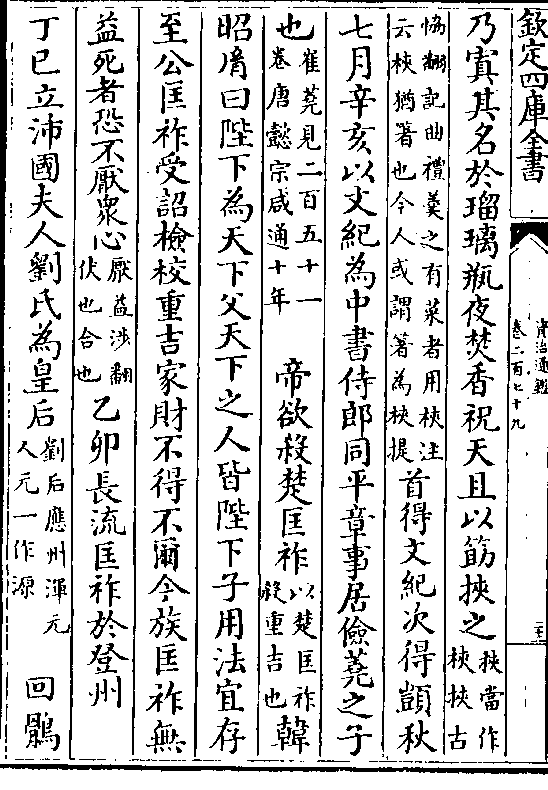 欽定四庫全書
資治通鑑
卷二百七十九
乃寘其名於瑠璃瓶夜焚香祝天且以筯挾之挾當作梜梜古
協翻記曲禮羮之有菜者用梜注云梜猶箸也今人或謂箸為梜提首得文紀次得顗秋
七月辛亥以文紀為中書侍郎同平章事居儉蕘之子
也崔蕘見二百五十一卷唐懿宗咸通十年帝欲殺楚匡祚以楚匡祚殺重吉也韓
昭𦙍曰陛下為天下父天下之人皆陛下子用法宜存
至公匡祚受詔檢校重吉家財不得不爾今族匡祚無
益死者恐不厭衆心厭益涉翻伏也合也乙卯長流匡祚於登州
丁巳立沛國夫人劉氏為皇后劉后應州渾元人元一作源回鶻